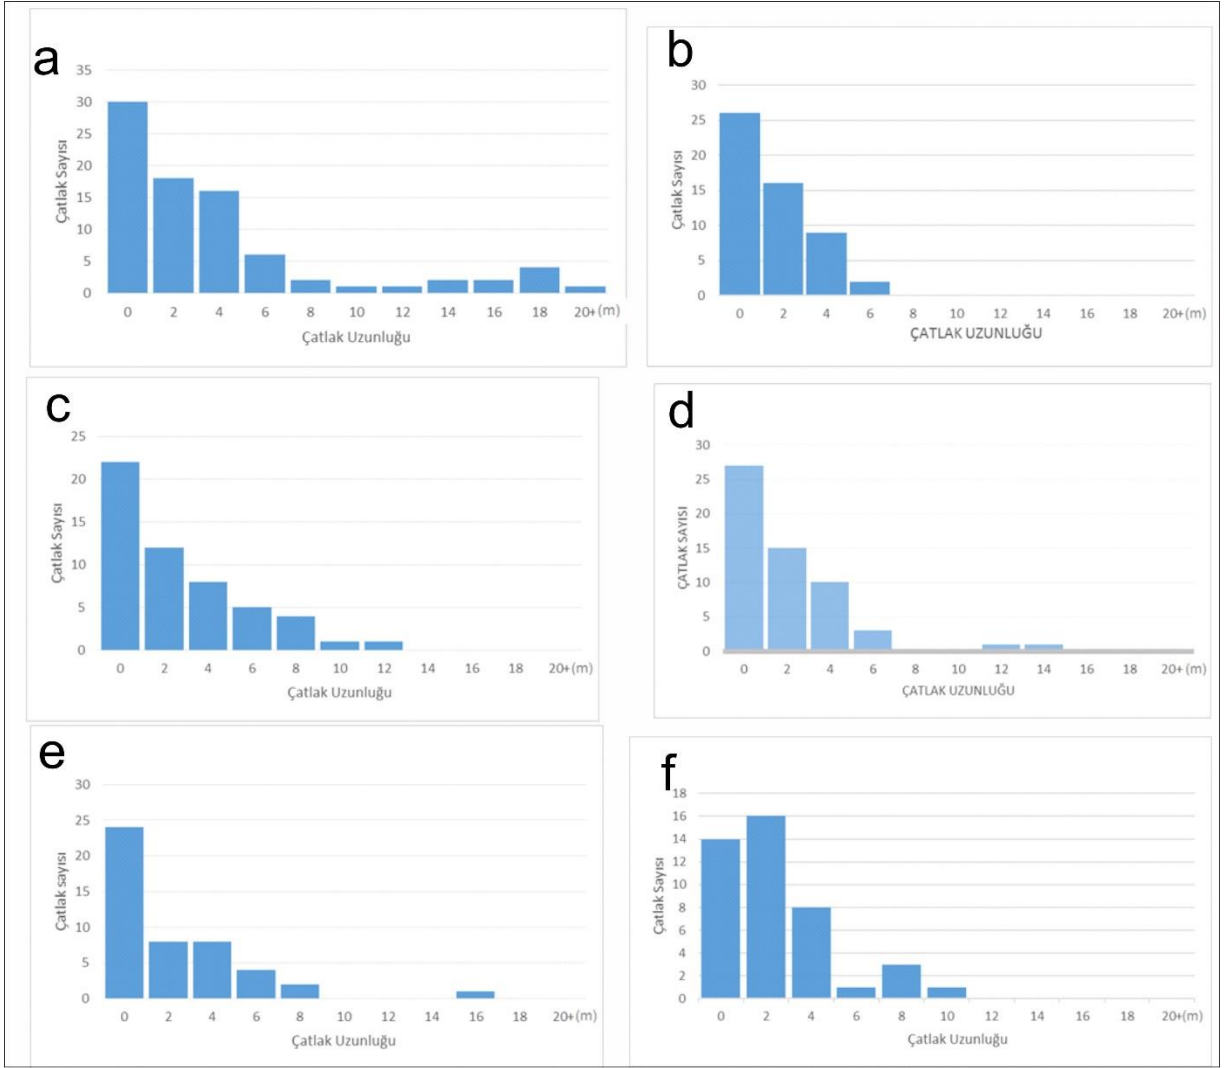 a
35
30
25
20
15
10
5
0
Çatlak Sayısı
0 2 4 6 8 10 12 14 16 18 20+(m)
Çatlak Uzunluğu
b
30
25
20
15
10
5
0
Çatlak Sayısı
0 2 4 6 8 10 12 14 16 18 20+(m)
ÇATLAK UZUNLUĞU
c
25
20
15
10
5
0
Çatlak Sayısı
0 2 4 6 8 10 12 14 16 18 20+(m)
Çatlak Uzunluğu
d
30
25
20
15
10
5
0
ÇATLAK SAYISI
0 2 4 6 8 10 12 14 16 18 20+(m)
ÇATLAK UZUNLUĞU
e
30
25
20
15
10
5
0
Çatlak sayısı
0 2 4 6 8 10 12 14 16 18 20+(m)
Çatlak Uzunluğu
f
18
16
14
12
10
8
6
4
2
0
Çatlak Sayısı
0 2 4 6 8 10 12 14 16 18 20+(m)
Çatlak Uzunluğu